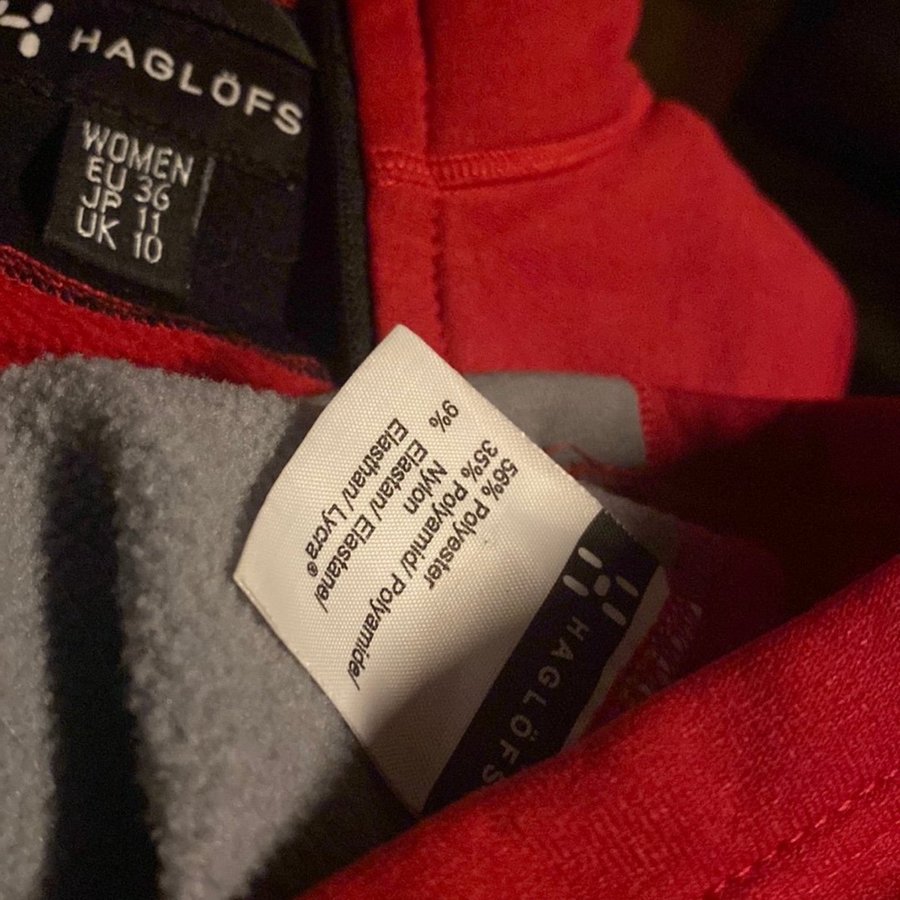 HAGLÖFS
WOMEN
EU 36
JP 11
UK 10
56% Polyester
35% Polyamid/ Polyamide/
Nylon
9% Elastan/ Elastane/
Elasthan/ Lycra®
HAGLÖFS